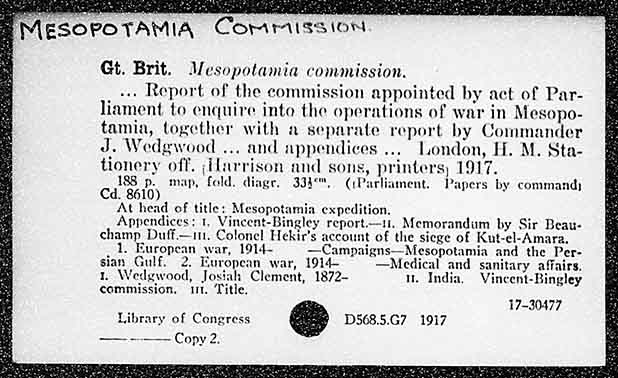 MESOPOTAMIA COMMISSION.
Gt. Brit. Mesopotamia commission.
... Report of the commission appointed by act of Par-
liament to enquire into the operations of war in Mesopo-
tamia, together with a separate report by Commander
J. Wedgwood ... and appendices ... London, H. M. Sta-
tionery off. [Harrison and sons, printers] 1917.
188 p. map, fold. diagr. 33½ᶜᵐ. ([Parliament. Papers by command]
Cd. 8610)
At head of title: Mesopotamia expedition.
Appendices: I. Vincent-Bingley report.—II. Memorandum by Sir Beau-
champ Duff.—III. Colonel Hekir's account of the siege of Kut-el-Amara.
1. European war, 1914- —Campaigns—Mesopotamia and the Per-
sian Gulf. 2. European war, 1914- —Medical and sanitary affairs.
I. Wedgwood, Josiah Clement, 1872- II. India. Vincent-Bingley
commission. III. Title.
17-30477
Library of Congress D568.5.G7 1917
——— Copy 2.